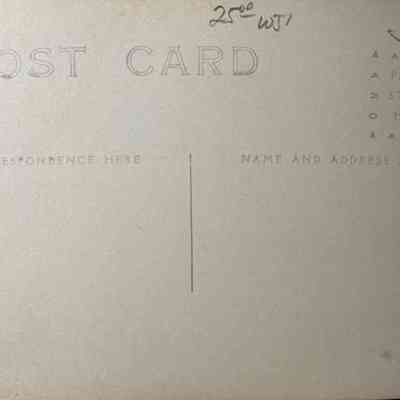 25⁰⁰ WJ1
OST CARD
ESPONDENCE HERE
NAME AND ADDRESS